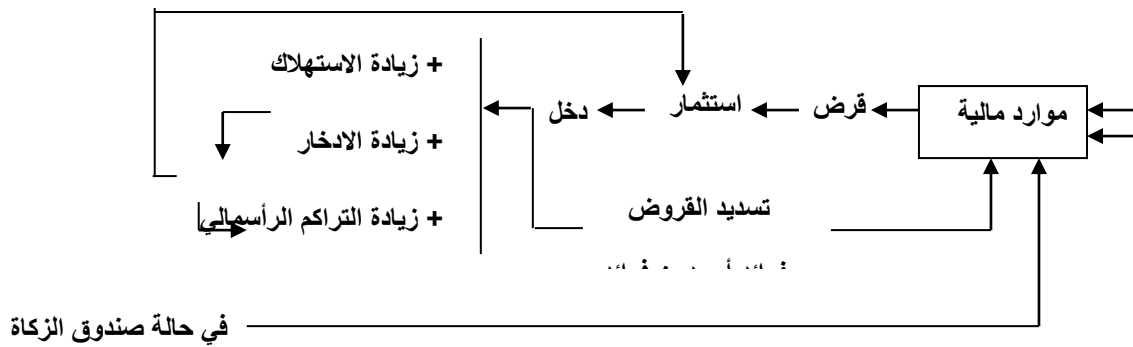 + زيادة الاستهلاك
موارد مالية
قرض
استثمار
دخل
+ زيادة الادخار
تسديد القروض
+ زيادة التراكم الرأسمالي
في حالة صندوق الزكاة